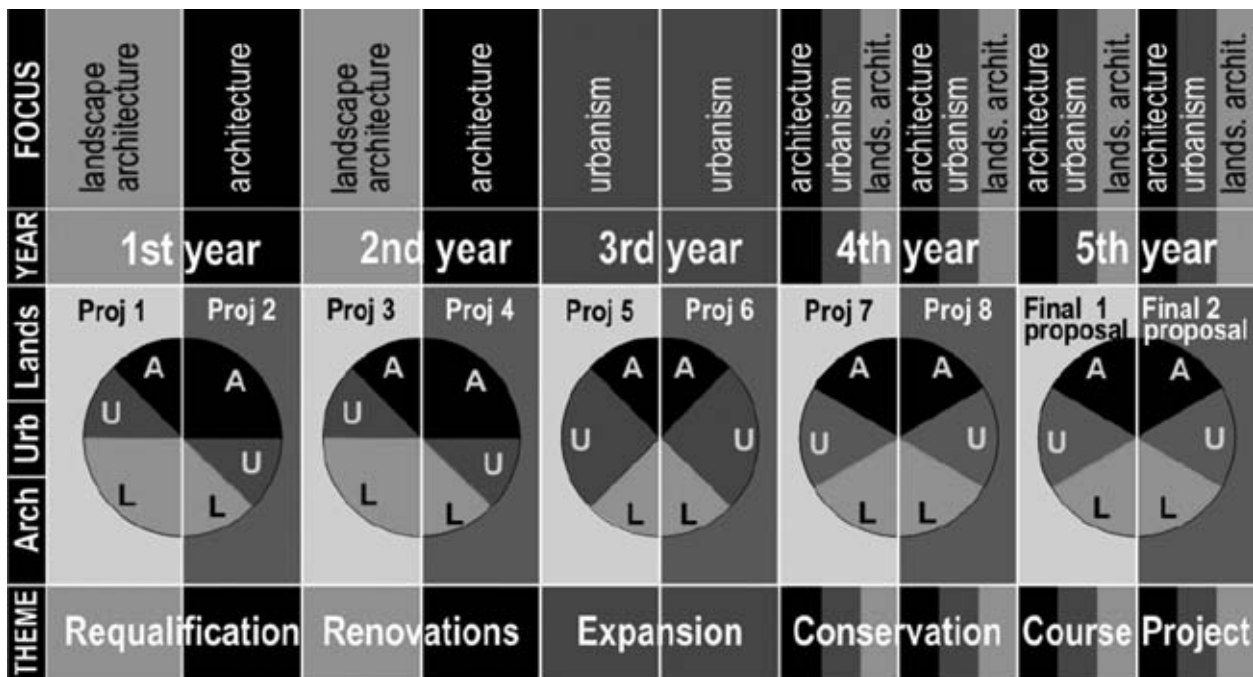 FOCUS
landscape
architecture
architecture
landscape
architecture
architecture
urbanism
urbanism
architecture
urbanism
lands. archit.
architecture
urbanism
lands. archit.
architecture
urbanism
lands. archit.
architecture
urbanism
lands. archit.
YEAR
1st year
2nd year
3rd year
4th year
5th year
Lands
Urb
Arch
Proj 1
A
U
L
Proj 2
A
U
L
Proj 3
A
U
L
Proj 4
A
U
L
Proj 5
A
U
L
Proj 6
A
U
L
Proj 7
A
U
L
Proj 8
A
U
L
Final 1
proposal
A
U
L
Final 2
proposal
A
U
L
THEME
Requalification
Renovations
Expansion
Conservation
Course Project